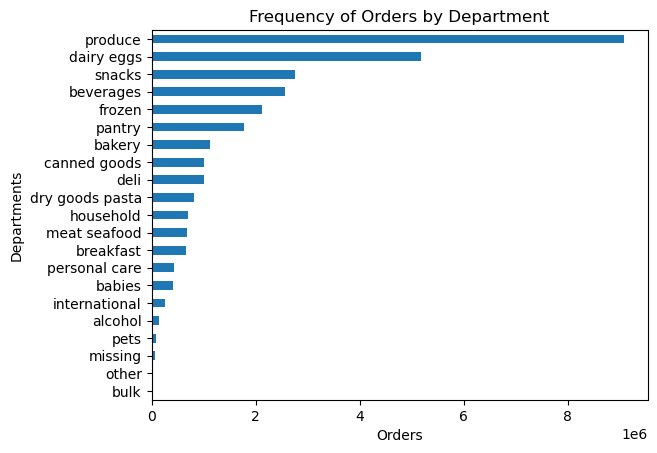 Frequency of Orders by Department
produce
dairy eggs
snacks
beverages
frozen
pantry
bakery
canned goods
deli
dry goods pasta
household
meat seafood
breakfast
personal care
babies
international
alcohol
pets
missing
other
bulk
Departments
0 2 4 6 8
1e6
Orders